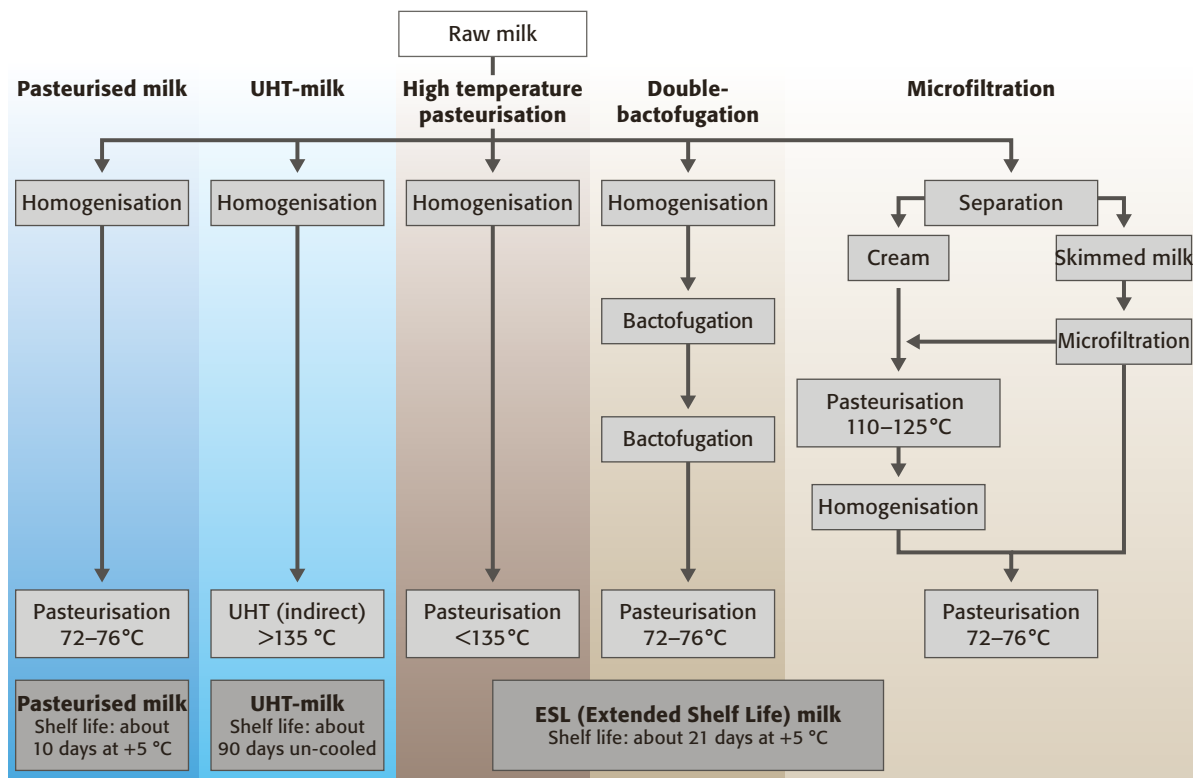 Raw milk
Pasteurised milk
UHT-milk
High temperature
pasteurisation
Double-
bactofugation
Microfiltration
Homogenisation
Homogenisation
Homogenisation
Homogenisation
Separation
Cream
Skimmed milk
Bactofugation
Microfiltration
Pasteurisation
110–125°C
Bactofugation
Homogenisation
Pasteurisation
72–76°C
UHT (indirect)
>135 °C
Pasteurisation
<135°C
Pasteurisation
72–76°C
Pasteurisation
72–76°C
Pasteurised milk
Shelf life: about
10 days at +5 °C
UHT-milk
Shelf life: about
90 days un-cooled
ESL (Extended Shelf Life) milk
Shelf life: about 21 days at +5 °C